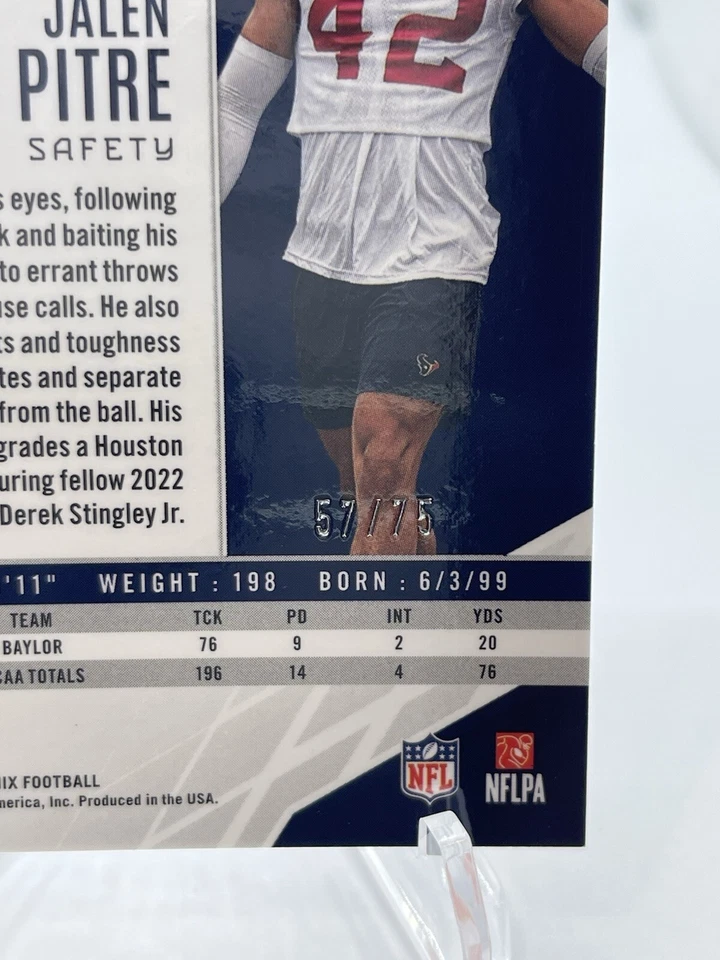 JALEN
PITRE
SAFETY
42
s eyes, following
k and baiting his
to errant throws
use calls. He also
ts and toughness
tes and separate
from the ball. His
grades a Houston
uring fellow 2022
Derek Stingley Jr.
57/75
'11" WEIGHT : 198 BORN : 6/3/99
TEAM TCK PD INT YDS
BAYLOR 76 9 2 20
CAA TOTALS 196 14 4 76
NIX FOOTBALL
merica, Inc. Produced in the USA.
NFL
NFLPA